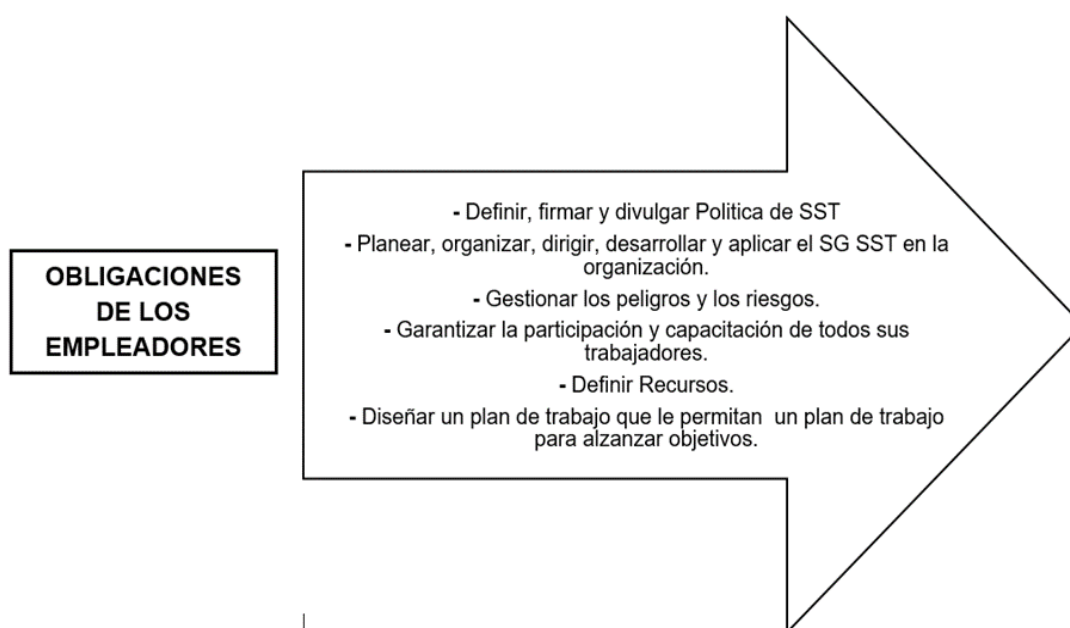 OBLIGACIONES
DE LOS
EMPLEADORES
- Definir, firmar y divulgar Politica de SST
- Planear, organizar, dirigir, desarrollar y aplicar el SG SST en la
organización.
- Gestionar los peligros y los riesgos.
- Garantizar la participación y capacitación de todos sus
trabajadores.
- Definir Recursos.
- Diseñar un plan de trabajo que le permitan  un plan de trabajo
para alzanzar objetivos.